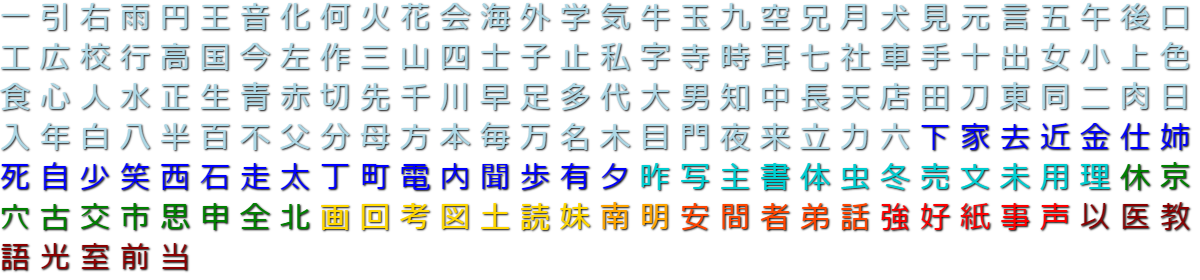 一引右雨円王音化何火花会海外学気牛玉九空兄月犬見元言五午後口
工広校行高国今左作三山四士子止私字寺時耳七社車手十出女小上色
食心人水正生青赤切先千川早足多代大男知中長天店田刀東同二肉日
入年白八半百不父分母方本毎万名木目門夜来立力六下家去近金仕姉
死自少笑西石走太丁町電内聞歩有夕昨写主書体虫冬売文未用理休京
穴古交市思申全北画回考図土読妹南明安間者弟話強好紙事声以医教
語光室前当